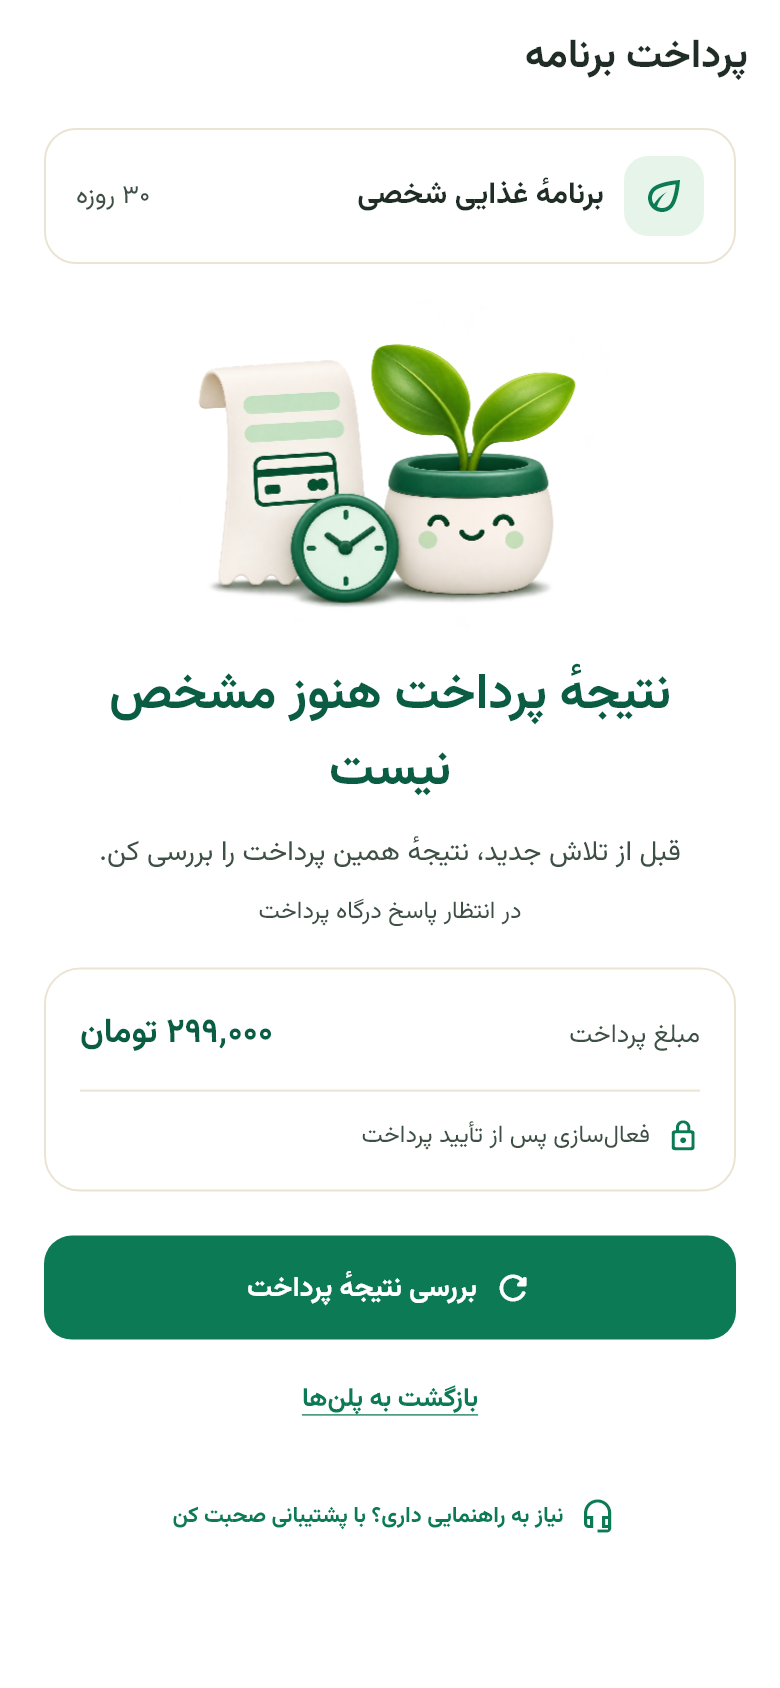 پرداخت برنامه
برنامهٔ غذایی شخصی
۳۰ روزه
نتیجهٔ پرداخت هنوز مشخص
نیست
قبل از تلاش جدید، نتیجهٔ همین پرداخت را بررسی کن.
در انتظار پاسخ درگاه پرداخت
مبلغ پرداخت
۲۹۹,۰۰۰ تومان
فعال‌سازی پس از تأیید پرداخت
بررسی نتیجهٔ پرداخت
بازگشت به پلن‌ها
نیاز به راهنمایی داری؟ با پشتیبانی صحبت کن